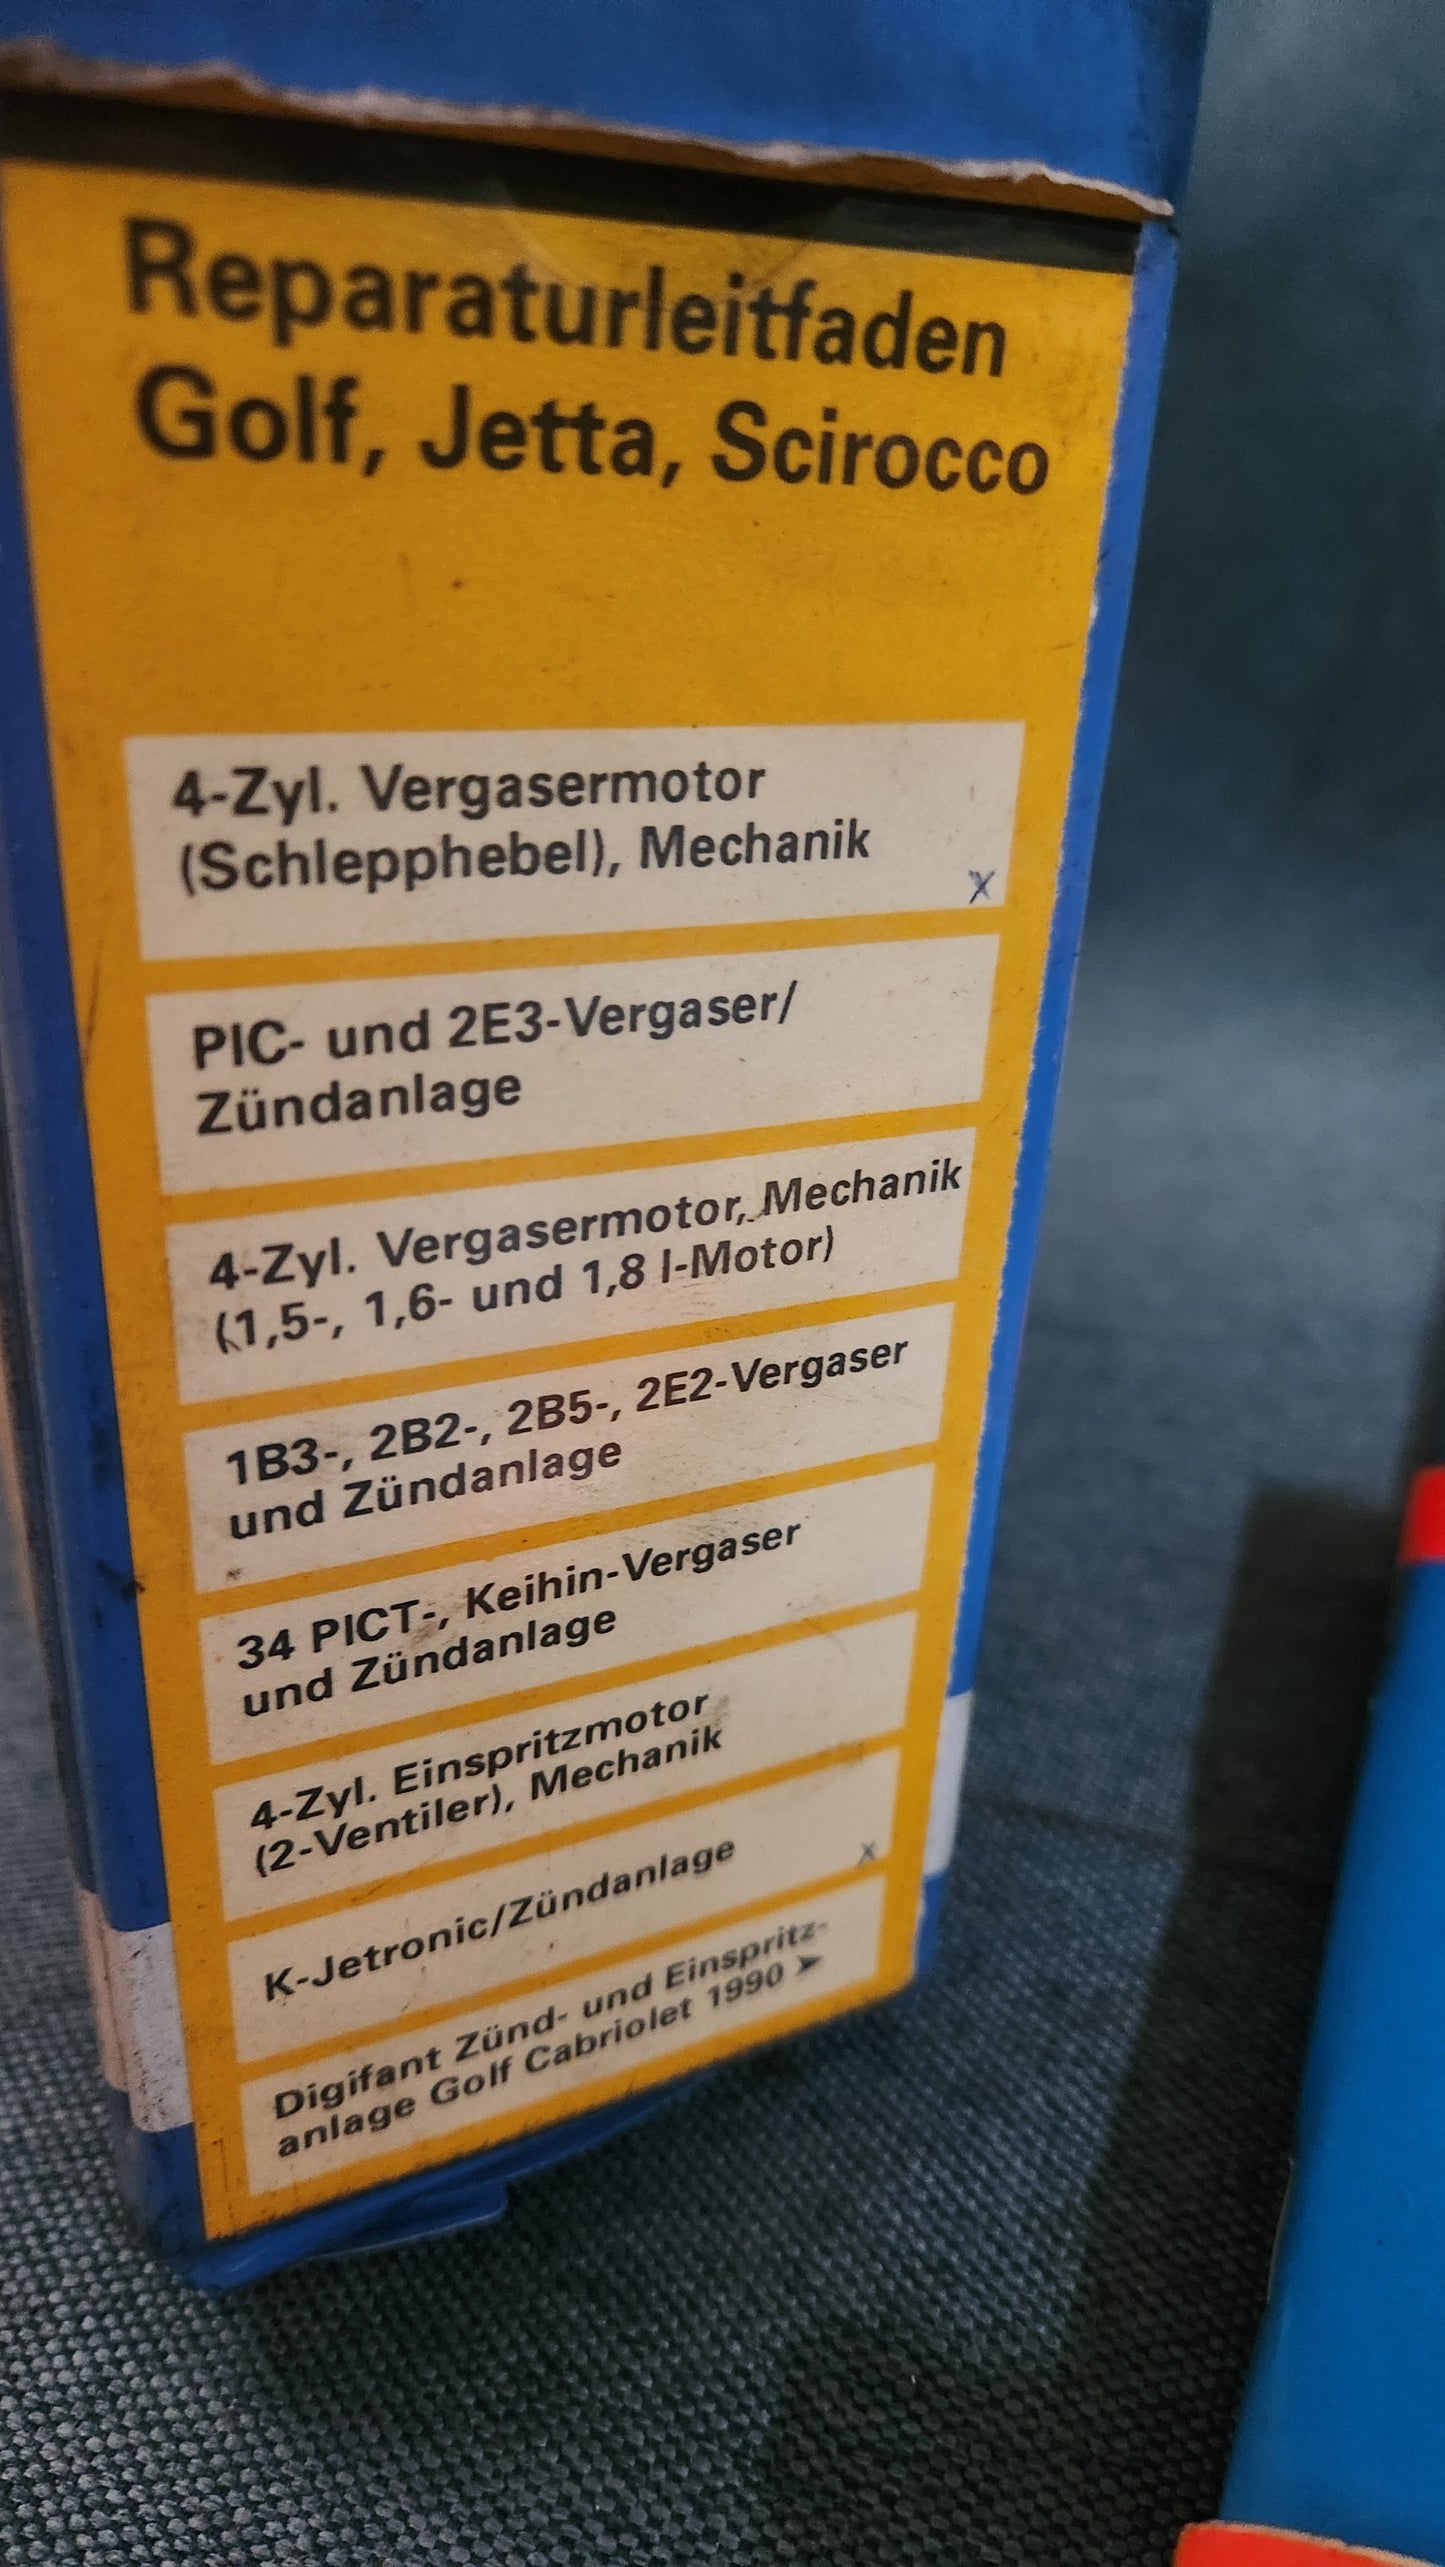 Reparaturleitfaden
Golf, Jetta, Scirocco
4-Zyl. Vergasermotor
(Schlepphebel), Mechanik
x
PIC- und 2E3-Vergaser/
Zündanlage
4-Zyl. Vergasermotor, Mechanik
(1,5-, 1,6- und 1,8 l-Motor)
1B3-, 2B2-, 2B5-, 2E2-Vergaser
und Zündanlage
34 PICT-, Keihin-Vergaser
und Zündanlage
4-Zyl. Einspritzmotor
(2-Ventiler), Mechanik
K-Jetronic/Zündanlage
x
Digifant Zünd- und Einspritz-
anlage Golf Cabriolet 1990 ➤